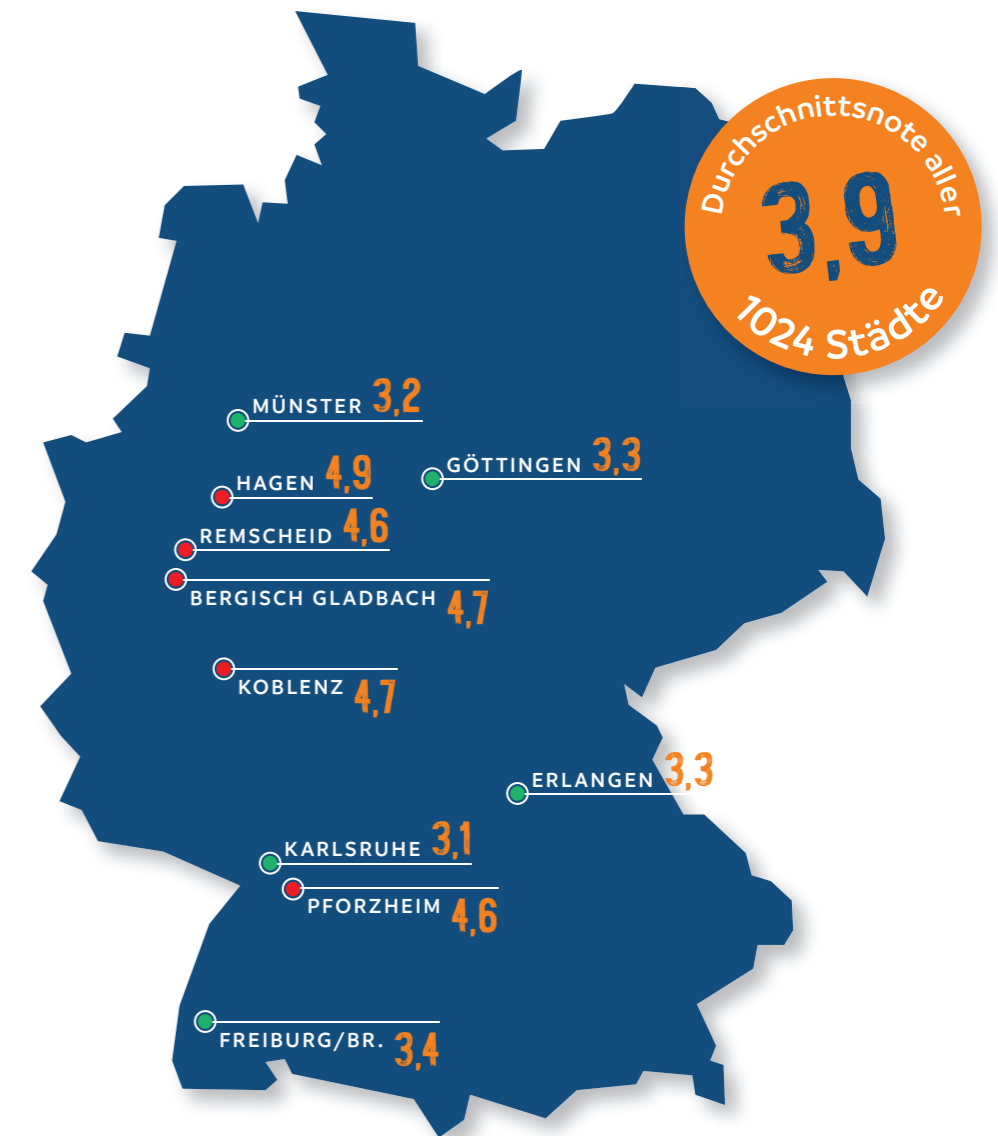 Durchschnittsnote aller
3,9
1024 Städte
MÜNSTER 3,2
GÖTTINGEN 3,3
HAGEN 4,9
REMSCHEID 4,6
BERGISCH GLADBACH 4,7
KOBLENZ 4,7
ERLANGEN 3,3
KARLSRUHE 3,1
PFORZHEIM 4,6
FREIBURG/BR. 3,4